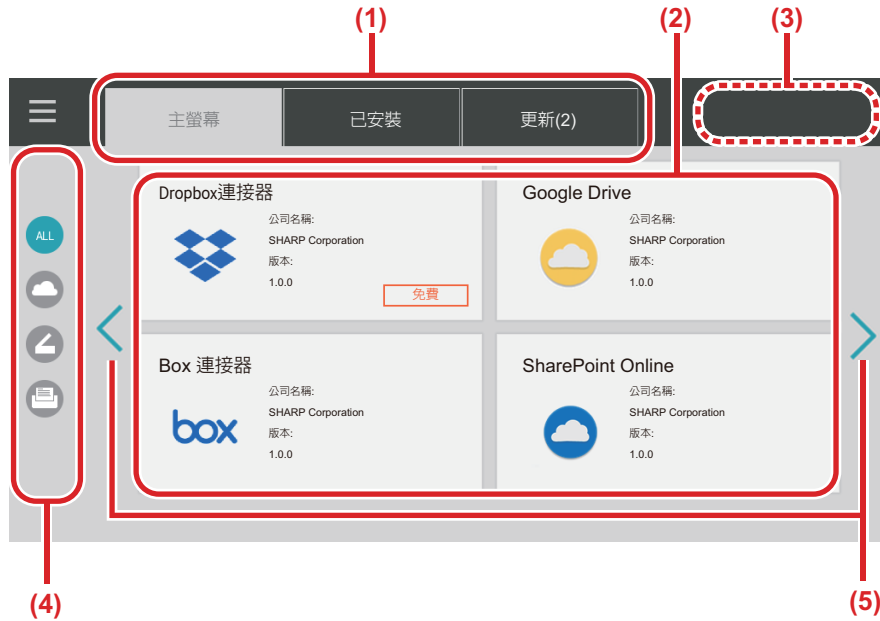 (1)
(2)
(3)
主螢幕
已安裝
更新(2)
ALL
Dropbox連接器
公司名稱:
SHARP Corporation
版本:
1.0.0
免費
Google Drive
公司名稱:
SHARP Corporation
版本:
1.0.0
Box 連接器
box
公司名稱:
SHARP Corporation
版本:
1.0.0
SharePoint Online
公司名稱:
SHARP Corporation
版本:
1.0.0
(4)
(5)